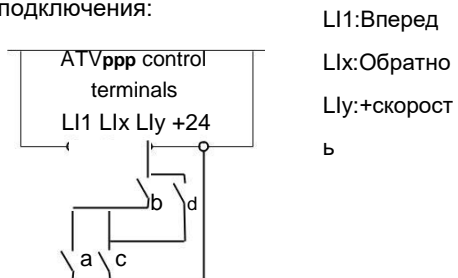 подключения:
LI1:Вперед
LIx:Обратно
LIy:+скорост
ь
ATVppp control
terminals
LI1 LIx LIy +24
b d
a c